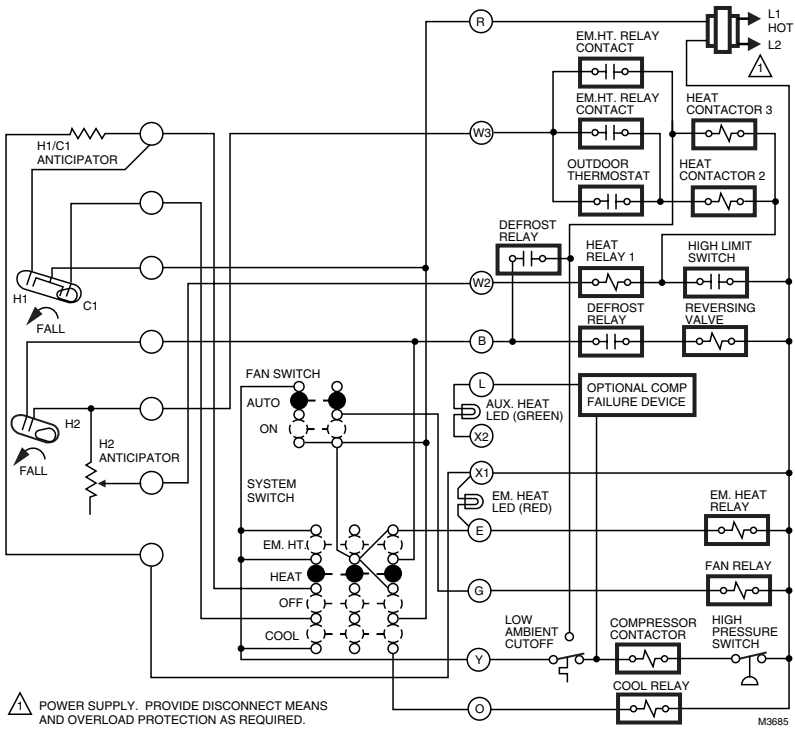 R
L1
HOT
L2
1
EM.HT. RELAY
CONTACT
EM.HT. RELAY
CONTACT
HEAT
CONTACTOR 3
W3
H1/C1
ANTICIPATOR
OUTDOOR
THERMOSTAT
HEAT
CONTACTOR 2
DEFROST
RELAY
HEAT
RELAY 1
HIGH LIMIT
SWITCH
W2
H1
C1
FALL
DEFROST
RELAY
REVERSING
VALVE
B
FAN SWITCH
AUTO
ON
L
AUX. HEAT
LED (GREEN)
X2
OPTIONAL COMP
FAILURE DEVICE
H2
FALL
H2
ANTICIPATOR
SYSTEM
SWITCH
X1
EM. HEAT
LED (RED)
E
EM. HEAT
RELAY
EM. HT.
HEAT
OFF
COOL
G
FAN RELAY
LOW
AMBIENT
CUTOFF
COMPRESSOR
CONTACTOR
HIGH
PRESSURE
SWITCH
Y
COOL RELAY
O
1 POWER SUPPLY. PROVIDE DISCONNECT MEANS
AND OVERLOAD PROTECTION AS REQUIRED.
M3685